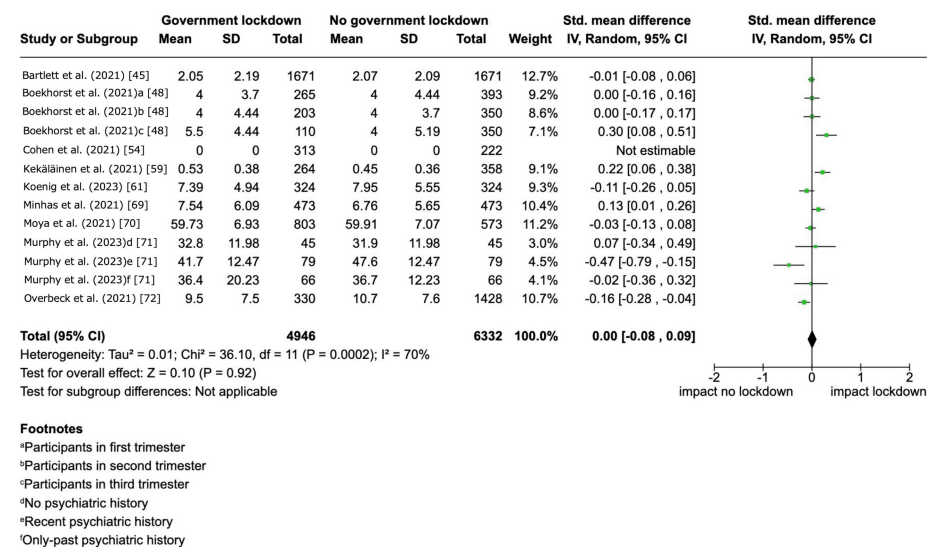 Government lockdown No government lockdown Std. mean difference Std. mean difference
Study or Subgroup Mean SD Total Mean SD Total Weight IV, Random, 95% CI IV, Random, 95% CI
Bartlett et al. (2021) [45] 2.05 2.19 1671 2.07 2.09 1671 12.7% -0.01 [-0.08 , 0.06]
Boekhorst et al. (2021)a [48] 4 3.7 265 4 4.44 393 9.2% 0.00 [-0.16 , 0.16]
Boekhorst et al. (2021)b [48] 4 4.44 203 4 3.7 350 8.6% 0.00 [-0.17 , 0.17]
Boekhorst et al. (2021)c [48] 5.5 4.44 110 4 5.19 350 7.1% 0.30 [0.08 , 0.51]
Cohen et al. (2021) [54] 0 0 313 0 0 222 Not estimable
Kekäläinen et al. (2021) [59] 0.53 0.38 264 0.45 0.36 358 9.1% 0.22 [0.06 , 0.38]
Koenig et al. (2023) [61] 7.39 4.94 324 7.95 5.55 324 9.3% -0.11 [-0.26 , 0.05]
Minhas et al. (2021) [69] 7.54 6.09 473 6.76 5.65 473 10.4% 0.13 [0.01 , 0.26]
Moya et al. (2021) [70] 59.73 6.93 803 59.91 7.07 573 11.2% -0.03 [-0.13 , 0.08]
Murphy et al. (2023)d [71] 32.8 11.98 45 31.9 11.98 45 3.0% 0.07 [-0.34 , 0.49]
Murphy et al. (2023)e [71] 41.7 12.47 79 47.6 12.47 79 4.5% -0.47 [-0.79 , -0.15]
Murphy et al. (2023)f [71] 36.4 20.23 66 36.7 12.23 66 4.1% -0.02 [-0.36 , 0.32]
Overbeck et al. (2021) [72] 9.5 7.5 330 10.7 7.6 1428 10.7% -0.16 [-0.28 , -0.04]
Total (95% CI) 4946 6332 100.0% 0.00 [-0.08 , 0.09]
Heterogeneity: Tau² = 0.01; Chi² = 36.10, df = 11 (P = 0.0002); I² = 70%
Test for overall effect: Z = 0.10 (P = 0.92)
-2 -1 0 1 2
Test for subgroup differences: Not applicable
impact no lockdown impact lockdown
Footnotes
ᵃParticipants in first trimester
ᵇParticipants in second trimester
ᶜParticipants in third trimester
ᵈNo psychiatric history
ᵉRecent psychiatric history
ᶠOnly-past psychiatric history